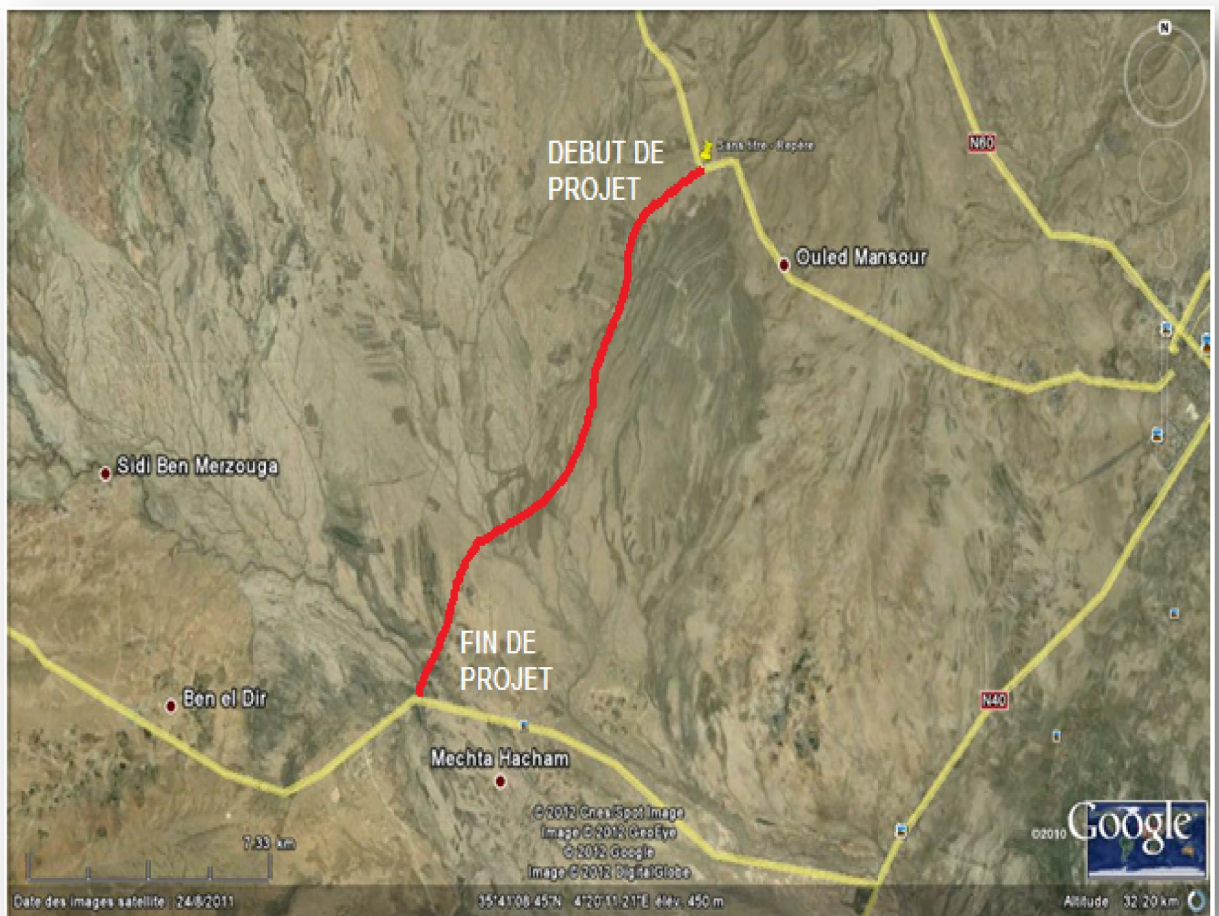 N
DEBUT DE
PROJET
Sans titre - Repère
N60
Ouled Mansour
Sidi Ben Merzouga
FIN DE
PROJET
Ben el Dir
N40
Mechta Hacham
© 2012 Cnes/Spot Image
Image © 2012 GeoEye
© 2012 Google
Image © 2012 DigitalGlobe
©2010 Google
7.33 km
Date des images satellite : 24/8/2011
35°41'08.45"N 4°20'11.21"E élév. 450 m
Altitude 32.20 km